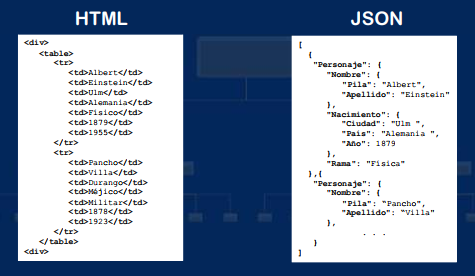 HTML
<div>
<table>
<tr>
<td>Albert</td>
<td>Einstein</td>
<td>Ulm</td>
<td>Alemania</td>
<td>Físico</td>
<td>1879</td>
<td>1955</td>
</tr>
<tr>
<td>Pancho</td>
<td>Villa</td>
<td>Durango</td>
<td>Májico</td>
<td>Militar</td>
<td>1878</td>
<td>1923</td>
</tr>
</table>
<div>
JSON
[
{
"Personaje": {
"Nombre": {
"Pila": "Albert",
"Apellido": "Einstein"
},
"Nacimiento": {
"Ciudad": "Ulm ",
"Pais": "Alemania ",
"Año": 1879
},
"Rama": "Física"
},{
"Personaje": {
"Nombre": {
"Pila": "Pancho",
"Apellido": "Villa"
},
. . .
}
]